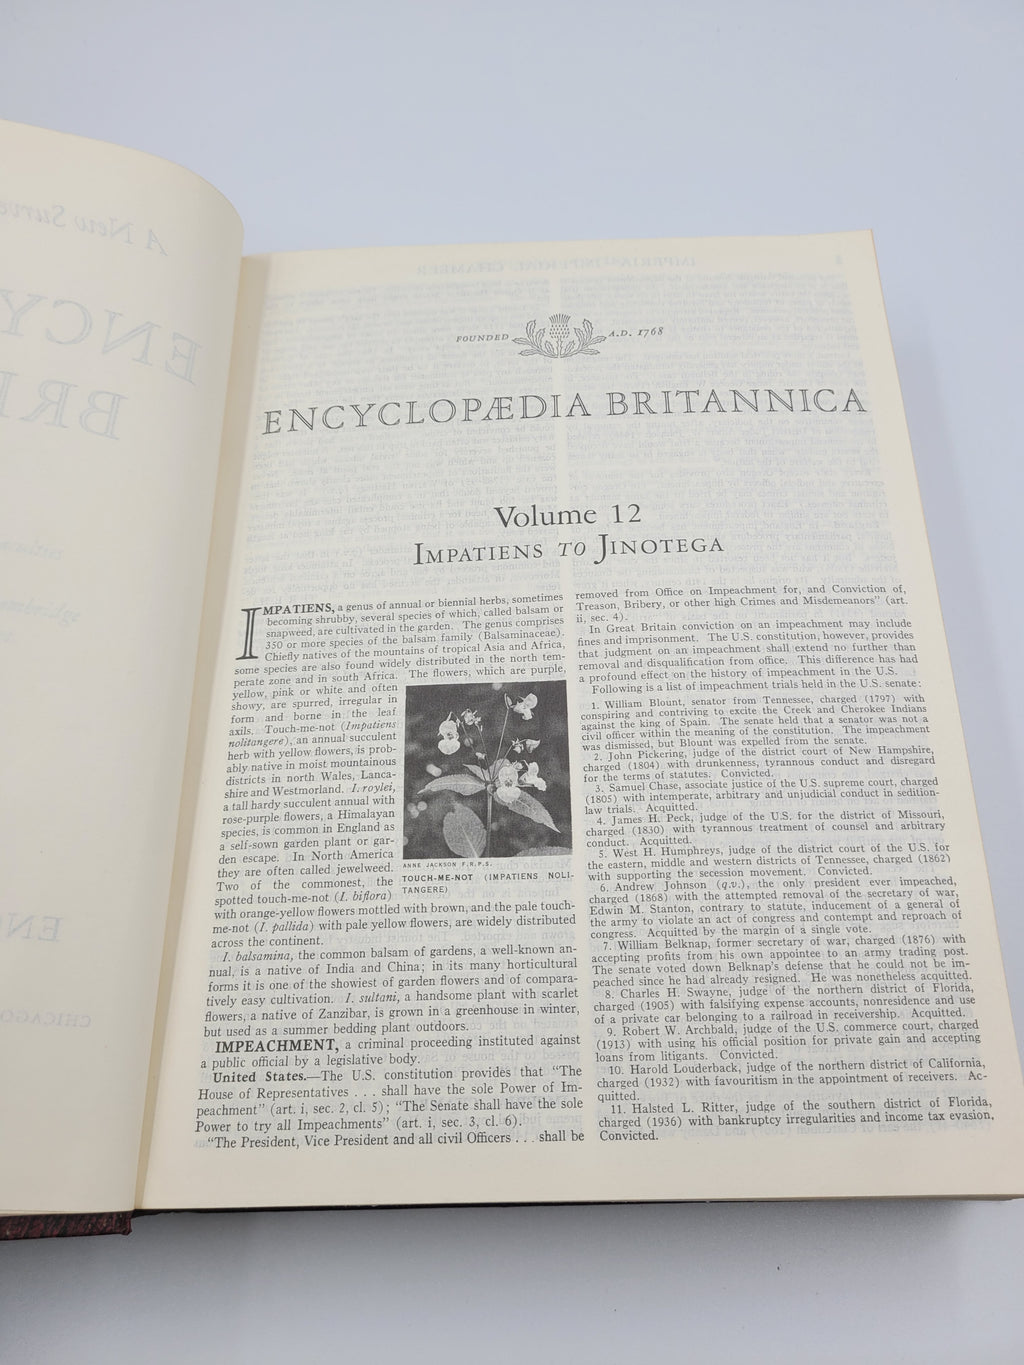 FOUNDED A.D. 1768
ENCYCLOPÆDIA BRITANNICA
Volume 12
IMPATIENS TO JINOTEGA
IMPATIENS, a genus of annual or biennial herbs, sometimes
becoming shrubby, several species of which, called balsam or
snapweed, are cultivated in the garden. The genus comprises
350 or more species of the balsam family (Balsaminaceae).
Chiefly natives of the mountains of tropical Asia and Africa,
some species are also found widely distributed in the north tem-
perate zone and in south Africa. The flowers, which are purple,
yellow, pink or white and often
showy, are spurred, irregular in
form and borne in the leaf
axils. Touch-me-not (Impatiens
nolitangere), an annual succulent
herb with yellow flowers, is prob-
ably native in moist mountainous
districts in north Wales, Lanca-
shire and Westmorland. I. roylei,
a tall hardy succulent annual with
rose-purple flowers, a Himalayan
species, is common in England as
a self-sown garden plant or gar-
den escape. In North America
they are often called jewelweed.
Two of the commonest, the
spotted touch-me-not (I. biflora)
with orange-yellow flowers mottled with brown, and the pale touch-
me-not (I. pallida) with pale yellow flowers, are widely distributed
across the continent.
I. balsamina, the common balsam of gardens, a well-known an-
nual, is a native of India and China; in its many horticultural
forms it is one of the showiest of garden flowers and of compara-
tively easy cultivation. I. sultani, a handsome plant with scarlet
flowers, a native of Zanzibar, is grown in a greenhouse in winter,
but used as a summer bedding plant outdoors.
IMPEACHMENT, a criminal proceeding instituted against
a public official by a legislative body.
United States.—The U.S. constitution provides that "The
House of Representatives . . . shall have the sole Power of Im-
peachment" (art. i, sec. 2, cl. 5); "The Senate shall have the sole
Power to try all Impeachments" (art. i, sec. 3, cl. 6).
"The President, Vice President and all civil Officers . . . shall be
ANNE JACKSON F.R.P.S.
TOUCH-ME-NOT (IMPATIENS NOLI-
TANGERE)
removed from Office on Impeachment for, and Conviction of,
Treason, Bribery, or other high Crimes and Misdemeanors" (art.
ii, sec. 4).
In Great Britain conviction on an impeachment may include
fines and imprisonment. The U.S. constitution, however, provides
that judgment on an impeachment shall extend no further than
removal and disqualification from office. This difference has had
a profound effect on the history of impeachment in the U.S.
Following is a list of impeachment trials held in the U.S. senate:
1. William Blount, senator from Tennessee, charged (1797) with
conspiring and contriving to excite the Creek and Cherokee Indians
against the king of Spain. The senate held that a senator was not a
civil officer within the meaning of the constitution. The impeachment
was dismissed, but Blount was expelled from the senate.
2. John Pickering, judge of the district court of New Hampshire,
charged (1804) with drunkenness, tyrannous conduct and disregard
for the terms of statutes. Convicted.
3. Samuel Chase, associate justice of the U.S. supreme court, charged
(1805) with intemperate, arbitrary and unjudicial conduct in sedition-
law trials. Acquitted.
4. James H. Peck, judge of the U.S. for the district of Missouri,
charged (1830) with tyrannous treatment of counsel and arbitrary
conduct. Acquitted.
5. West H. Humphreys, judge of the district court of the U.S. for
the eastern, middle and western districts of Tennessee, charged (1862)
with supporting the secession movement. Convicted.
6. Andrew Johnson (q.v.), the only president ever impeached,
charged (1868) with the attempted removal of the secretary of war,
Edwin M. Stanton, contrary to statute, inducement of a general of
the army to violate an act of congress and contempt and reproach of
congress. Acquitted by the margin of a single vote.
7. William Belknap, former secretary of war, charged (1876) with
accepting profits from his own appointee to an army trading post.
The senate voted down Belknap's defense that he could not be im-
peached since he had already resigned. He was nonetheless acquitted.
8. Charles H. Swayne, judge of the northern district of Florida,
charged (1905) with falsifying expense accounts, nonresidence and use
of a private car belonging to a railroad in receivership. Acquitted.
9. Robert W. Archbald, judge of the U.S. commerce court, charged
(1913) with using his official position for private gain and accepting
loans from litigants. Convicted.
10. Harold Louderback, judge of the northern district of California,
charged (1932) with favouritism in the appointment of receivers. Ac-
quitted.
11. Halsted L. Ritter, judge of the southern district of Florida,
charged (1936) with bankruptcy irregularities and income tax evasion.
Convicted.